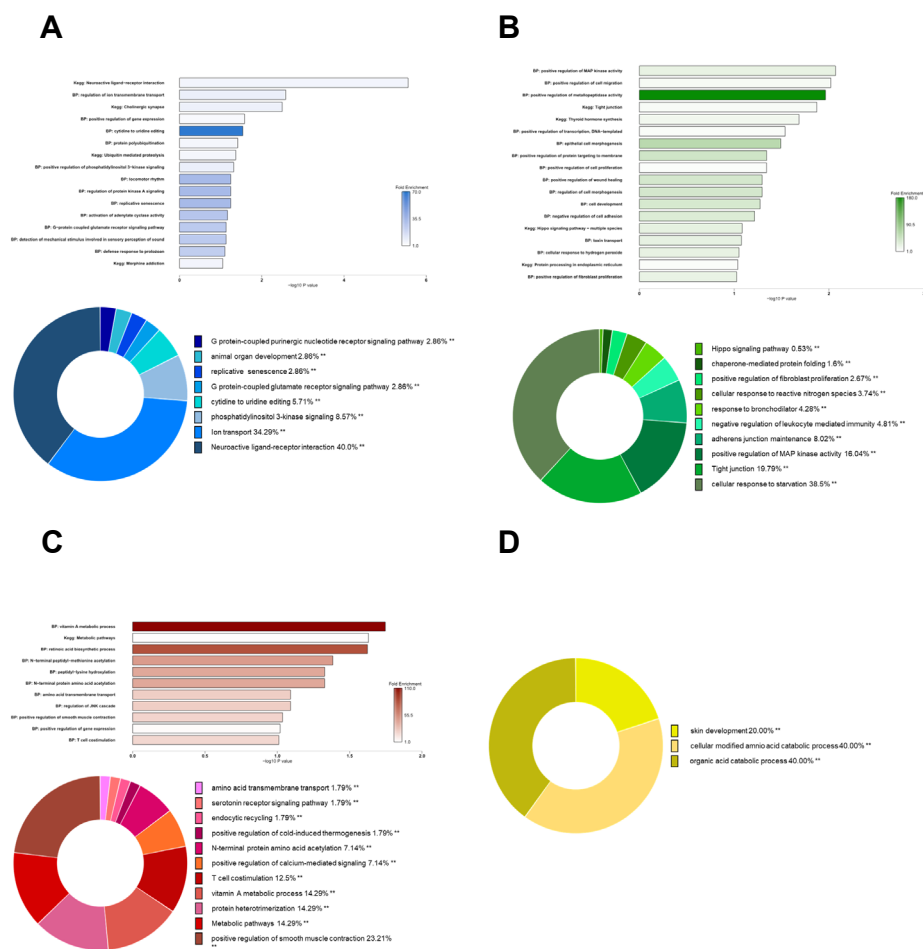 A
Kegg: Neuroactive ligand-receptor interaction
BP: regulation of ion transmembrane transport
Kegg: Cholinergic synapse
BP: positive regulation of gene expression
BP: cytidine to uridine editing
BP: protein polyubiquitination
Kegg: Ubiquitin mediated proteolysis
BP: positive regulation of phosphatidylinositol 3-kinase signaling
BP: locomotor rhythm
BP: regulation of protein kinase A signaling
BP: replicative senescence
BP: activation of adenylate cyclase activity
BP: G-protein coupled glutamate receptor signaling pathway
BP: detection of mechanical stimulus involved in sensory perception of sound
BP: defense response to protozoan
Kegg: Morphine addiction
0 2 4 6
-log10 P value
Fold Enrichment
70.0
35.5
1.0
G protein-coupled purinergic nucleotide receptor signaling pathway 2.86% **
animal organ development 2.86% **
replicative senescence 2.86% **
G protein-coupled glutamate receptor signaling pathway 2.86% **
cytidine to uridine editing 5.71% **
phosphatidylinositol 3-kinase signaling 8.57% **
Ion transport 34.29% **
Neuroactive ligand-receptor interaction 40.0% **
B
BP: positive regulation of MAP kinase activity
BP: positive regulation of cell migration
BP: positive regulation of metallopeptidase activity
Kegg: Tight junction
Kegg: Thyroid hormone synthesis
BP: positive regulation of transcription, DNA-templated
BP: epithelial cell morphogenesis
BP: positive regulation of protein targeting to membrane
BP: positive regulation of cell proliferation
BP: positive regulation of wound healing
BP: regulation of cell morphogenesis
BP: cell development
BP: negative regulation of cell adhesion
Kegg: Hippo signaling pathway - multiple species
BP: toxin transport
BP: cellular response to hydrogen peroxide
Kegg: Protein processing in endoplasmic reticulum
BP: positive regulation of fibroblast proliferation
0 1 2
-log10 P value
Fold Enrichment
180.0
90.5
1.0
Hippo signaling pathway 0.53% **
chaperone-mediated protein folding 1.6% **
positive regulation of fibroblast proliferation 2.67% **
cellular response to reactive nitrogen species 3.74% **
response to bronchodilator 4.28% **
negative regulation of leukocyte mediated immunity 4.81% **
adherens junction maintenance 8.02% **
positive regulation of MAP kinase activity 16.04% **
Tight junction 19.79% **
cellular response to starvation 38.5% **
C
BP: vitamin A metabolic process
Kegg: Metabolic pathways
BP: retinoic acid biosynthetic process
BP: N-terminal peptidyl-methionine acetylation
BP: peptidyl-lysine hydroxylation
BP: N-terminal protein amino acid acetylation
BP: amino acid transmembrane transport
BP: regulation of JNK cascade
BP: positive regulation of smooth muscle contraction
BP: positive regulation of gene expression
BP: T cell costimulation
0.0 0.5 1.0 1.5 2.0
-log10 P value
Fold Enrichment
110.0
55.5
1.0
amino acid transmembrane transport 1.79% **
serotonin receptor signaling pathway 1.79% **
endocytic recycling 1.79% **
positive regulation of cold-induced thermogenesis 1.79% **
N-terminal protein amino acid acetylation 7.14% **
positive regulation of calcium-mediated signaling 7.14% **
T cell costimulation 12.5% **
vitamin A metabolic process 14.29% **
protein heterotrimerization 14.29% **
Metabolic pathways 14.29% **
positive regulation of smooth muscle contraction 23.21%
**
D
skin development 20.00% **
cellular modified amnio acid catabolic process 40.00% **
organic acid catabolic process 40.00% **